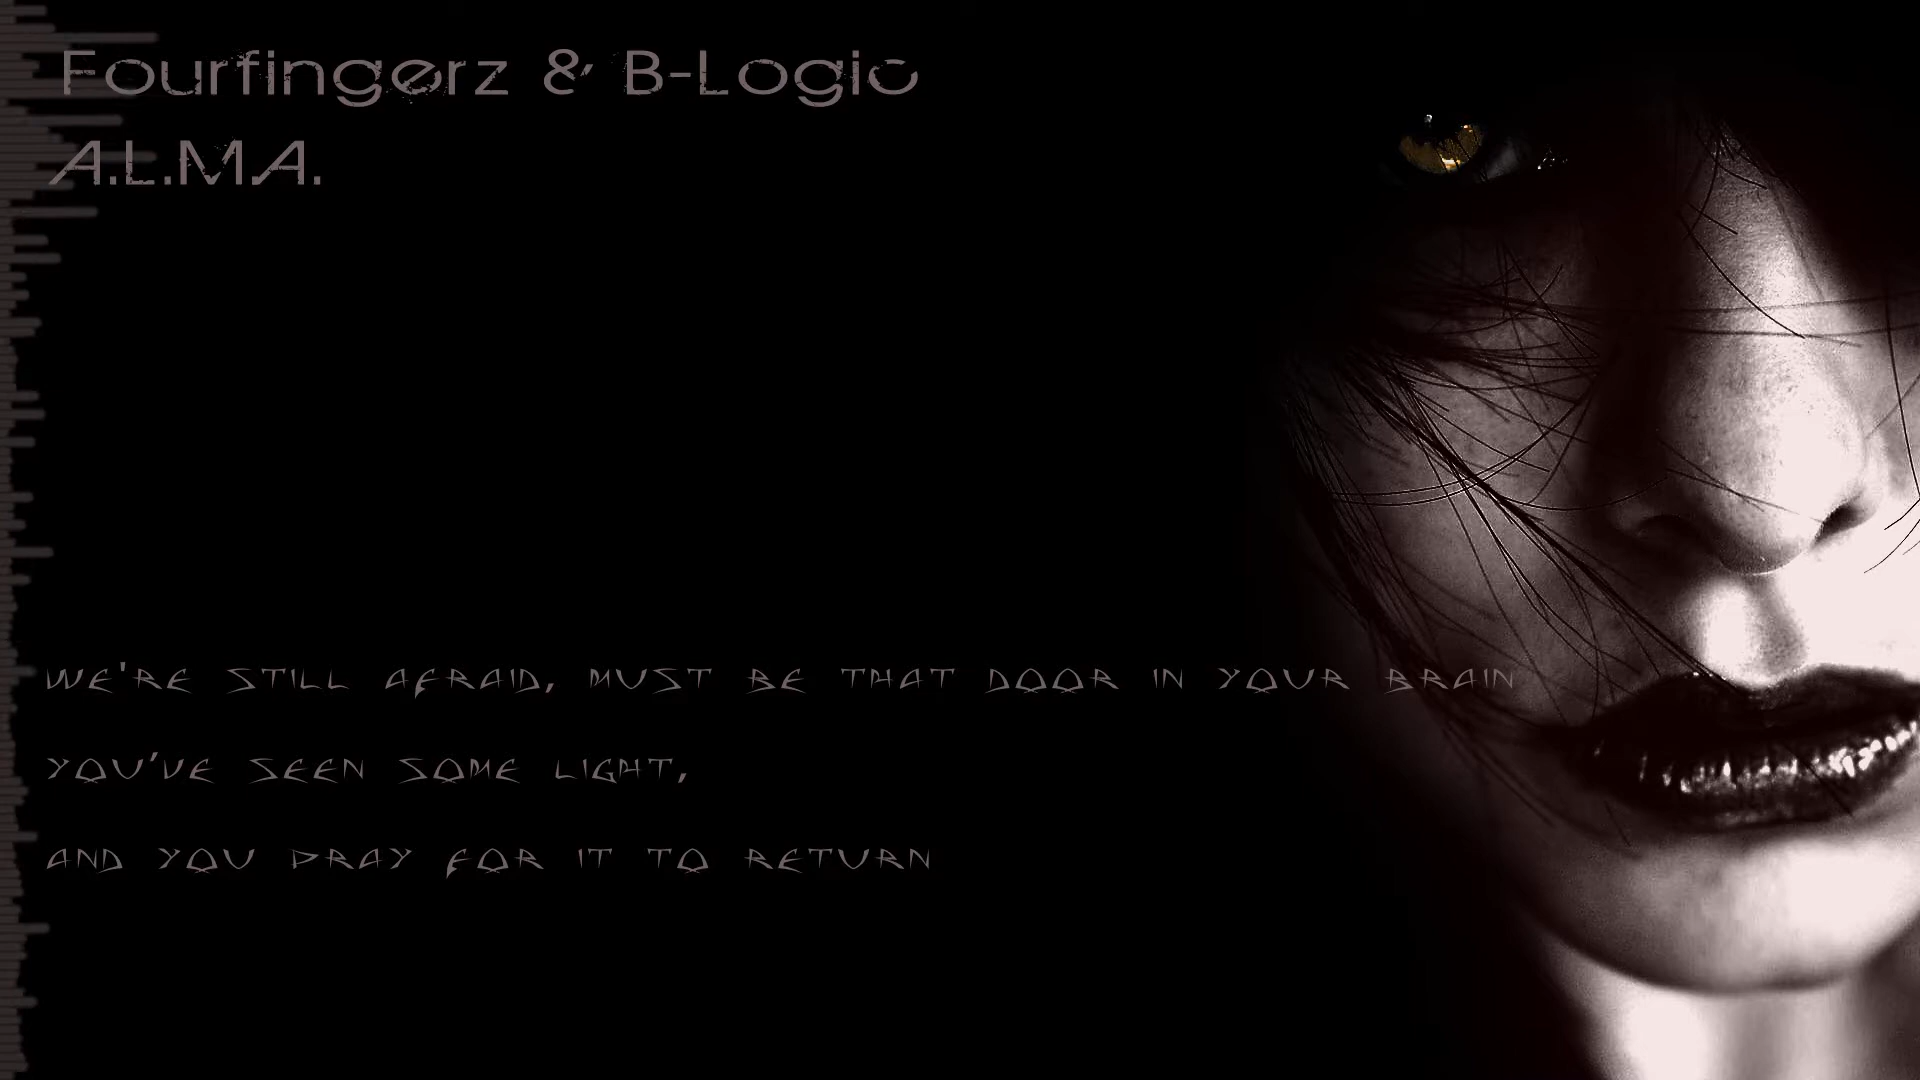 Fourfingerz & B-Logic
A.L.M.A.
WE'RE STILL AFRAID, MUST BE THAT DOOR IN YOUR BRAIN
YOU'VE SEEN SOME LIGHT,
AND YOU PRAY FOR IT TO RETURN